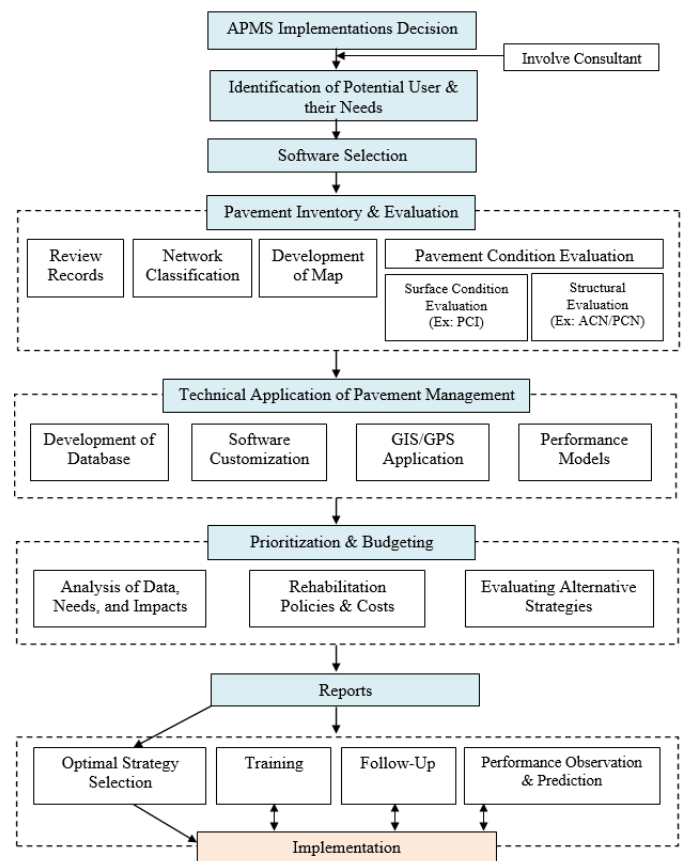 APMS Implementations Decision
Involve Consultant
Identification of Potential User &
their Needs
Software Selection
Pavement Inventory & Evaluation
Review
Records
Network
Classification
Development
of Map
Pavement Condition Evaluation
Surface Condition
Evaluation
(Ex: PCI)
Structural
Evaluation
(Ex: ACN/PCN)
Technical Application of Pavement Management
Development of
Database
Software
Customization
GIS/GPS
Application
Performance
Models
Prioritization & Budgeting
Analysis of Data,
Needs, and Impacts
Rehabilitation
Policies & Costs
Evaluating Alternative
Strategies
Reports
Optimal Strategy
Selection
Training
Follow-Up
Performance Observation
& Prediction
Implementation